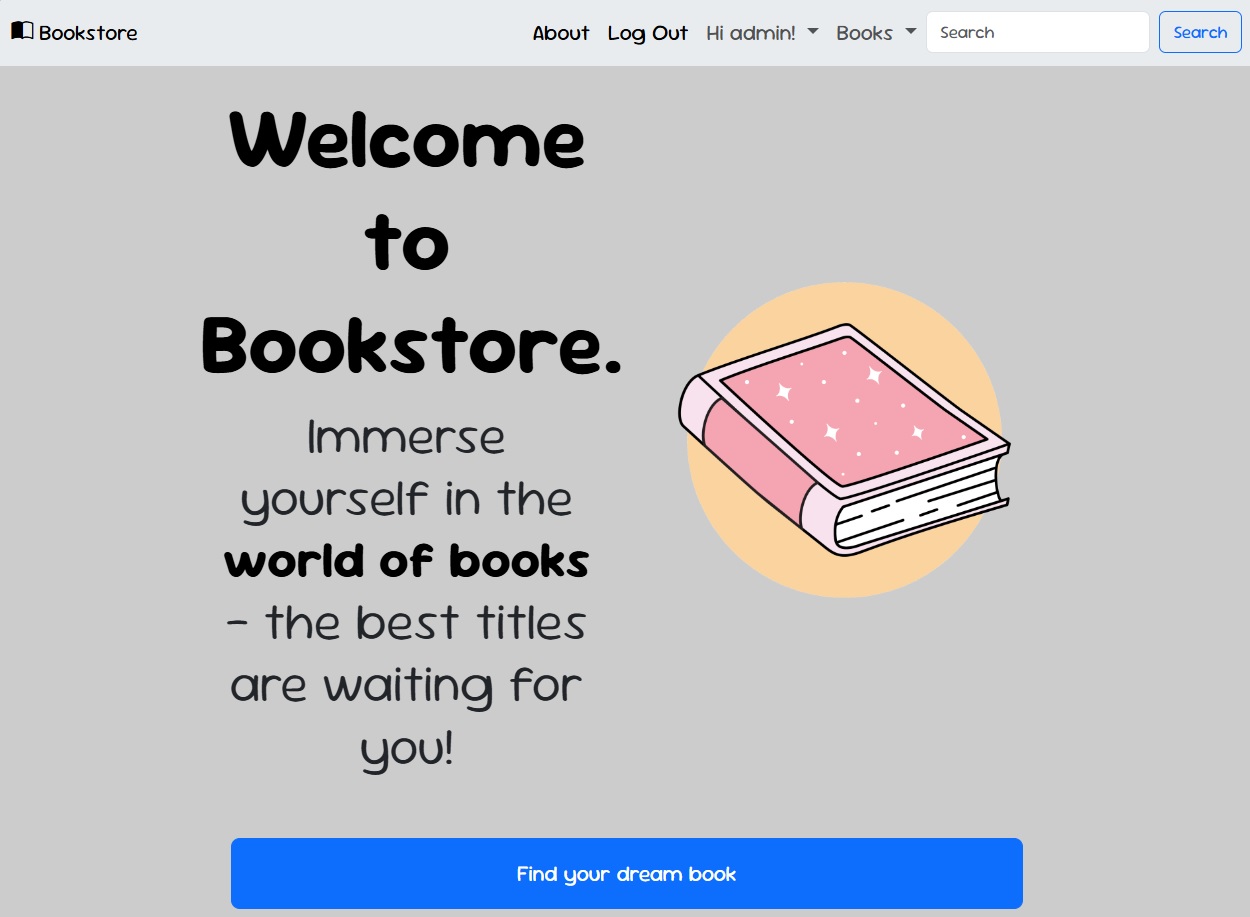 Bookstore About Log Out Hi admin! Books Search Search
Welcome
to
Bookstore.
Immerse
yourself in the
world of books
- the best titles
are waiting for
you!
Find your dream book